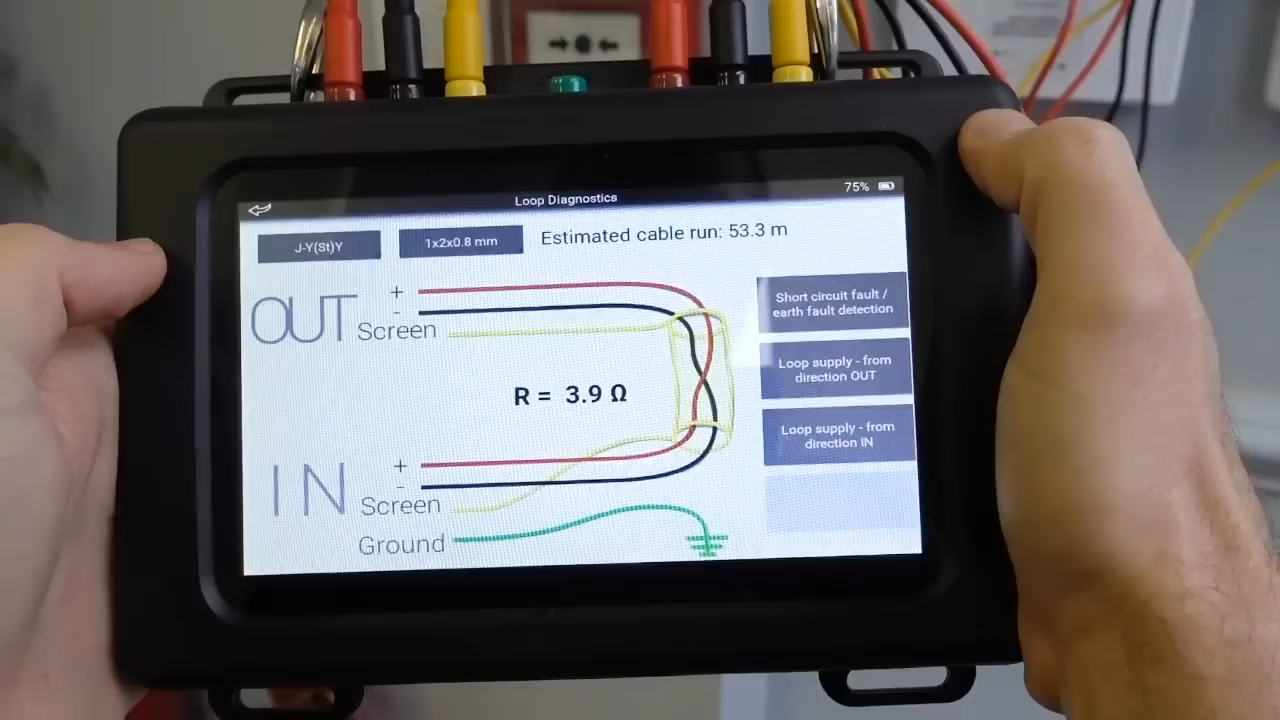 Loop Diagnostics
75%
J-Y(St)Y
1x2x0.8 mm
Estimated cable run: 53.3 m
OUT
+
-
Screen
R = 3.9 Ω
IN
+
-
Screen
Ground
Short circuit fault /
earth fault detection
Loop supply - from
direction OUT
Loop supply - from
direction IN